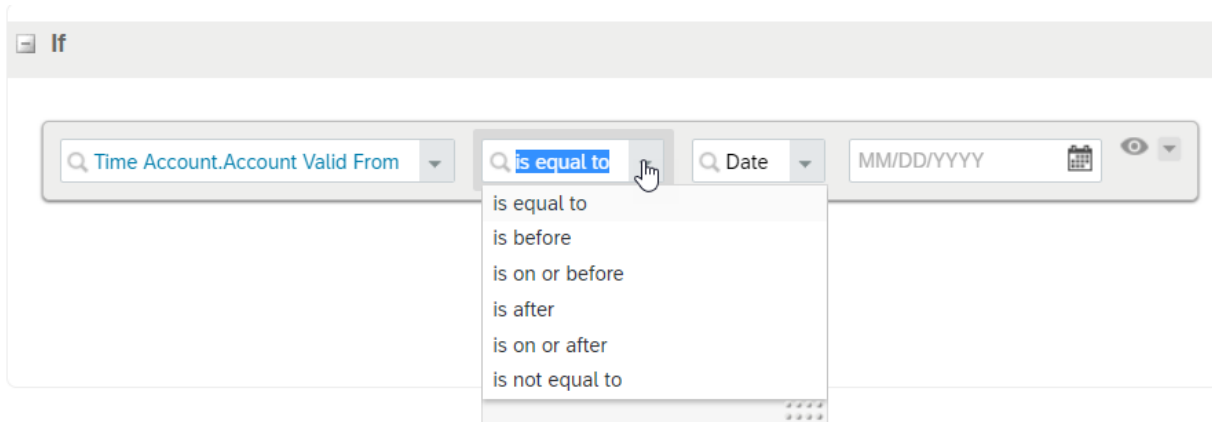 If
Time Account.Account Valid From is equal to Date MM/DD/YYYY
is equal to
is before
is on or before
is after
is on or after
is not equal to